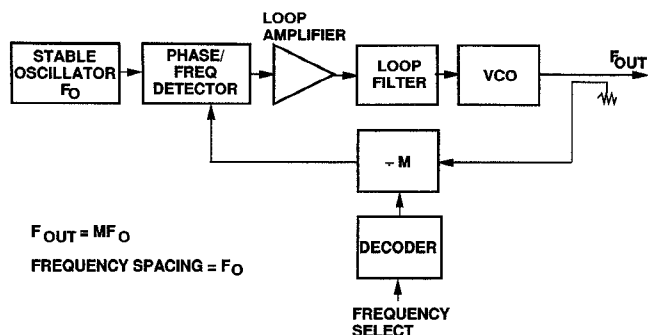 LOOP
AMPLIFIER
STABLE
OSCILLATOR
FO
PHASE/
FREQ
DETECTOR
LOOP
FILTER
VCO
FOUT
÷ M
DECODER
FREQUENCY
SELECT
FOUT = MFO
FREQUENCY SPACING = FO